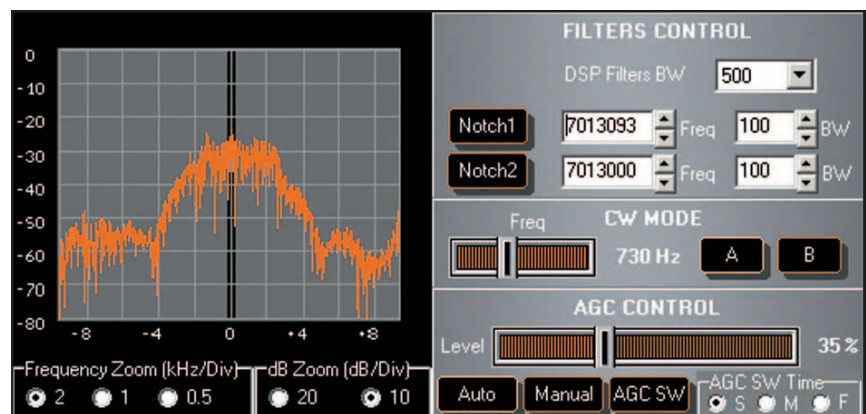 0
-10
-20
-30
-40
-50
-60
-70
-80
-8 -4 0 +4 +8
Frequency Zoom (kHz/Div)
2 1 0.5
dB Zoom (dB/Div)
20 10
FILTERS CONTROL
DSP Filters BW 500
Notch1 7013093 Freq 100 BW
Notch2 7013000 Freq 100 BW
Freq CW MODE
730 Hz A B
AGC CONTROL
Level 35 %
Auto Manual AGC SW
AGC SW Time
S M F